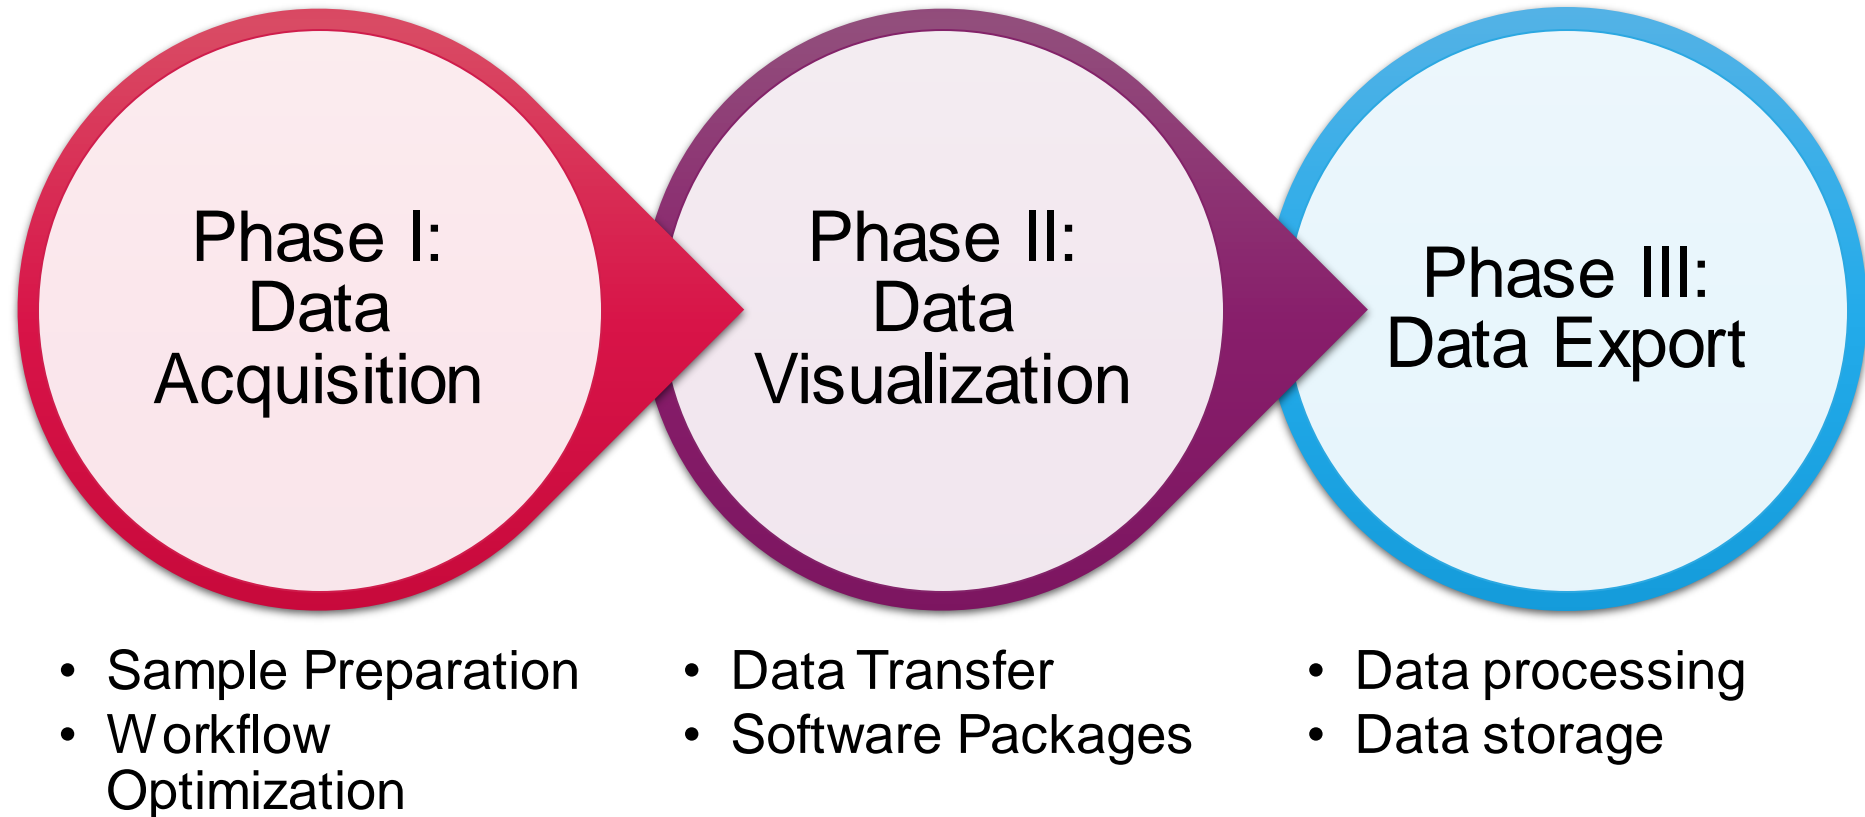 Phase I:
Data
Acquisition
Phase II:
Data
Visualization
Phase III:
Data Export
• Sample Preparation
• Workflow
Optimization
• Data Transfer
• Software Packages
• Data processing
• Data storage